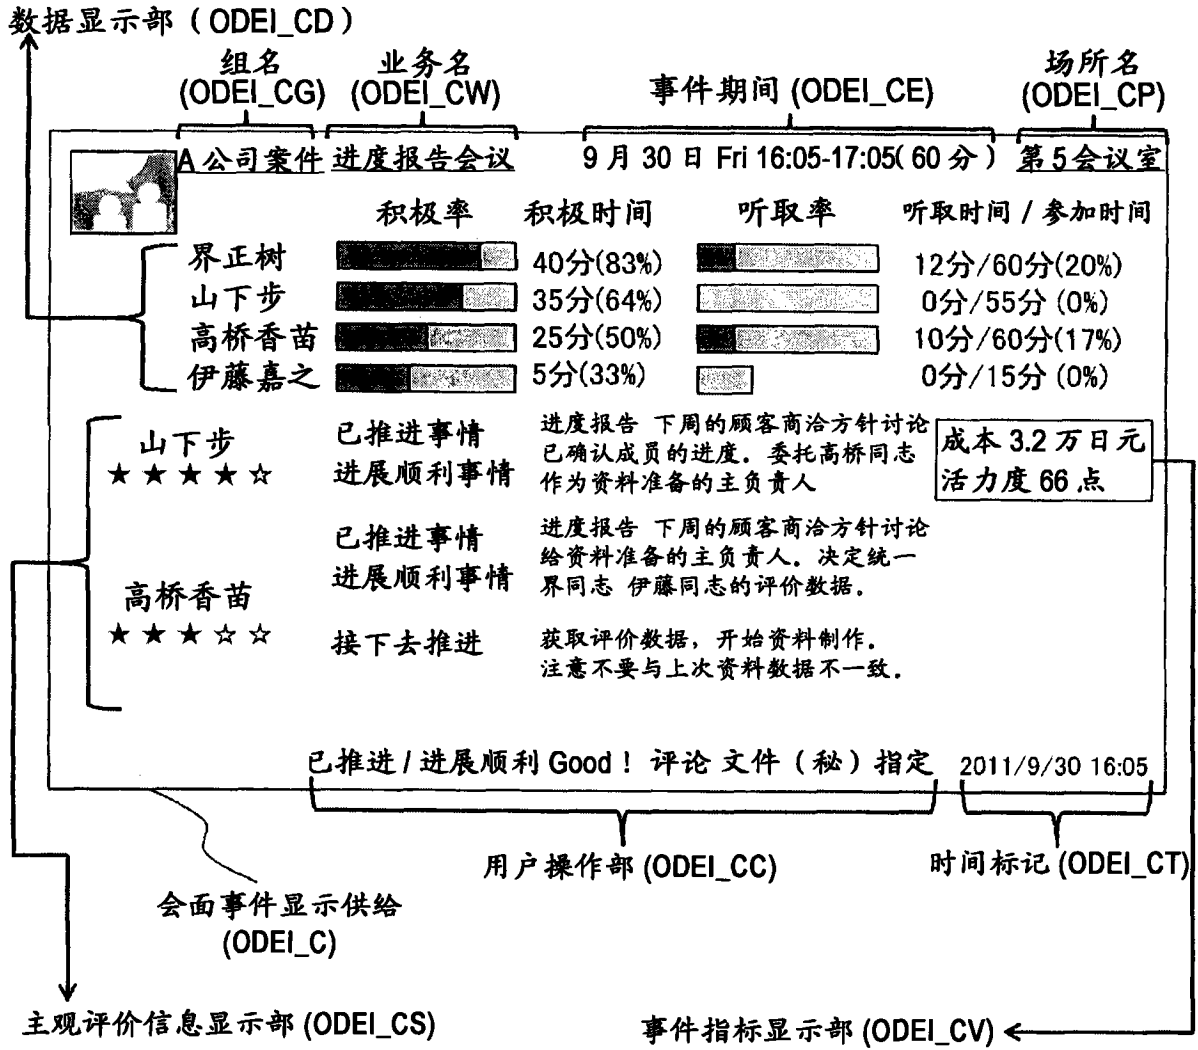 数据显示部（ODEI_CD）
组名 业务名 事件期间 (ODEI_CE) 场所名
(ODEI_CG) (ODEI_CW) (ODEI_CP)
A 公司案件 进度报告会议 9 月 30 日 Fri 16:05-17:05( 60 分 ) 第 5 会议室
积极率 积极时间 听取率 听取时间 / 参加时间
界正树 40分(83%) 12分/60分(20%)
山下步 35分(64%) 0分/55分 (0%)
高桥香苗 25分(50%) 10分/60分(17%)
伊藤嘉之 5分(33%) 0分/15分 (0%)
山下步
★★★★☆
已推进事情
进展顺利事情
进度报告 下周的顾客商洽方针讨论
已确认成员的进度。委托高桥同志
作为资料准备的主负责人
成本 3.2 万日元
活力度 66 点
高桥香苗
★★★☆☆
已推进事情
进展顺利事情
进度报告 下周的顾客商洽方针讨论
给资料准备的主负责人。决定统一
界同志 伊藤同志的评价数据。
接下去推进
获取评价数据，开始资料制作。
注意不要与上次资料数据不一致。
已推进 / 进展顺利 Good！ 评论 文件（秘）指定 2011/9/30 16:05
用户操作部 (ODEI_CC) 时间标记 (ODEI_CT)
会面事件显示供给
(ODEI_C)
主观评价信息显示部 (ODEI_CS) 事件指标显示部 (ODEI_CV)